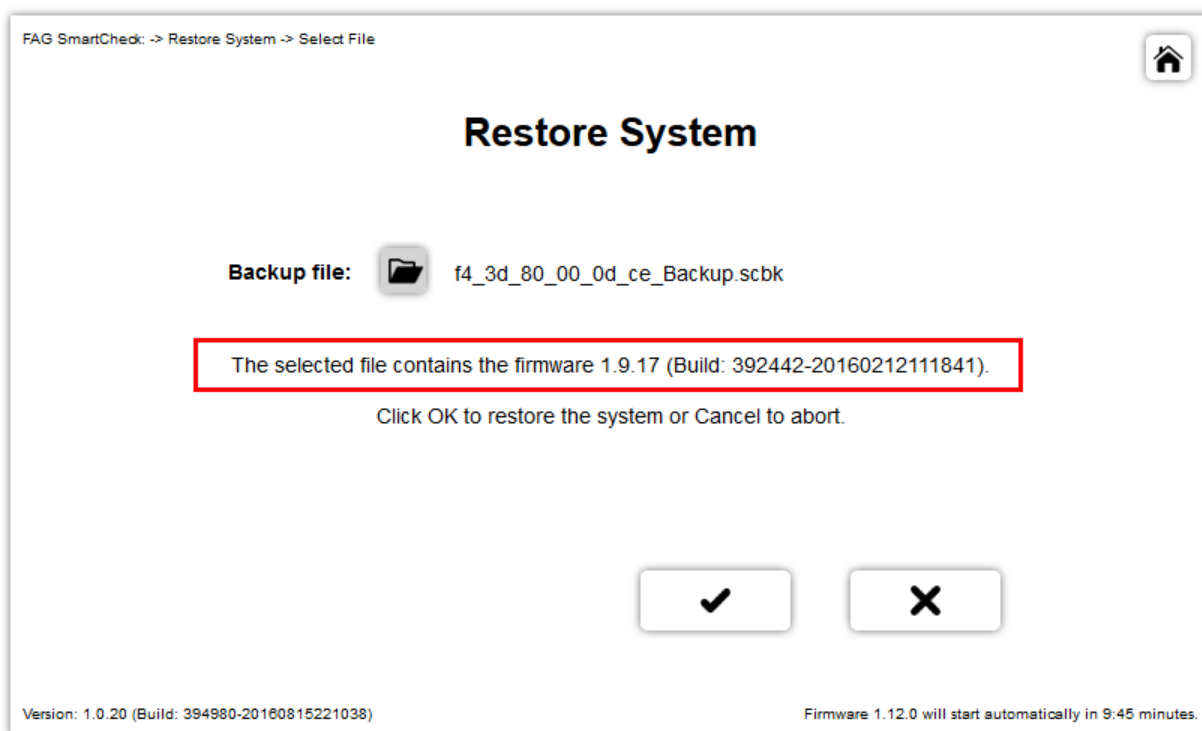 FAG SmartCheck: -> Restore System -> Select File
Restore System
Backup file: f4_3d_80_00_0d_ce_Backup.scbk
The selected file contains the firmware 1.9.17 (Build: 392442-20160212111841).
Click OK to restore the system or Cancel to abort.
Version: 1.0.20 (Build: 394980-20160815221038) Firmware 1.12.0 will start automatically in 9:45 minutes.